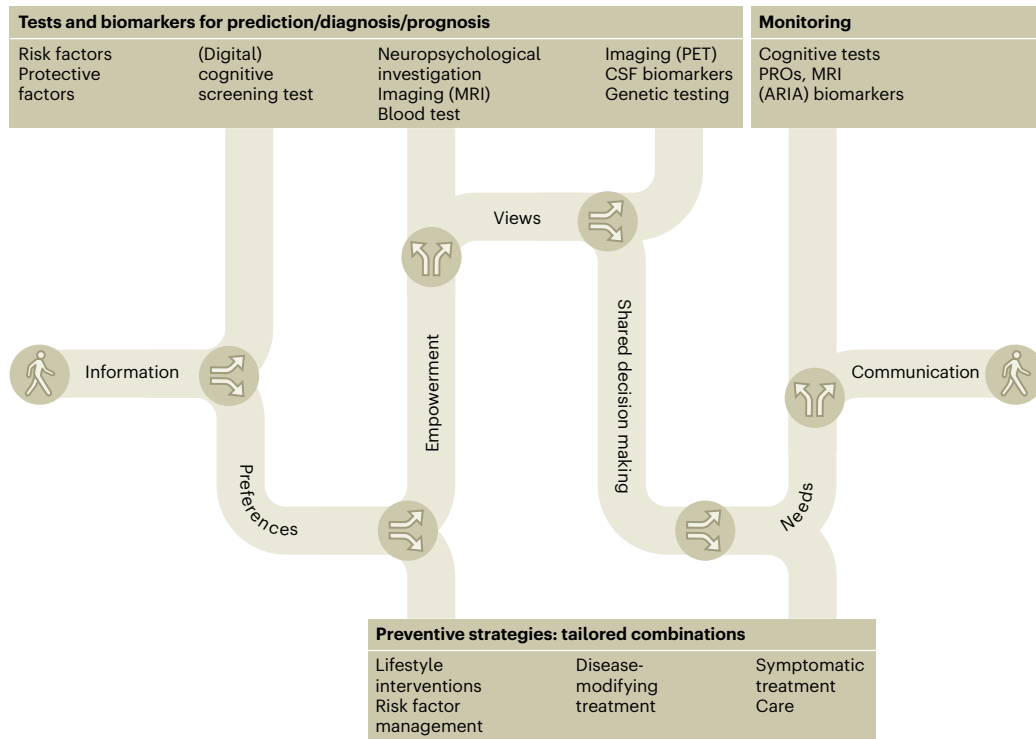 Tests and biomarkers for prediction/diagnosis/prognosis
Risk factors
Protective
factors
(Digital)
cognitive
screening test
Neuropsychological
investigation
Imaging (MRI)
Blood test
Imaging (PET)
CSF biomarkers
Genetic testing
Monitoring
Cognitive tests
PROs, MRI
(ARIA) biomarkers
Information
Preferences
Empowerment
Views
Shared decision making
Needs
Communication
Preventive strategies: tailored combinations
Lifestyle
interventions
Risk factor
management
Disease-
modifying
treatment
Symptomatic
treatment
Care